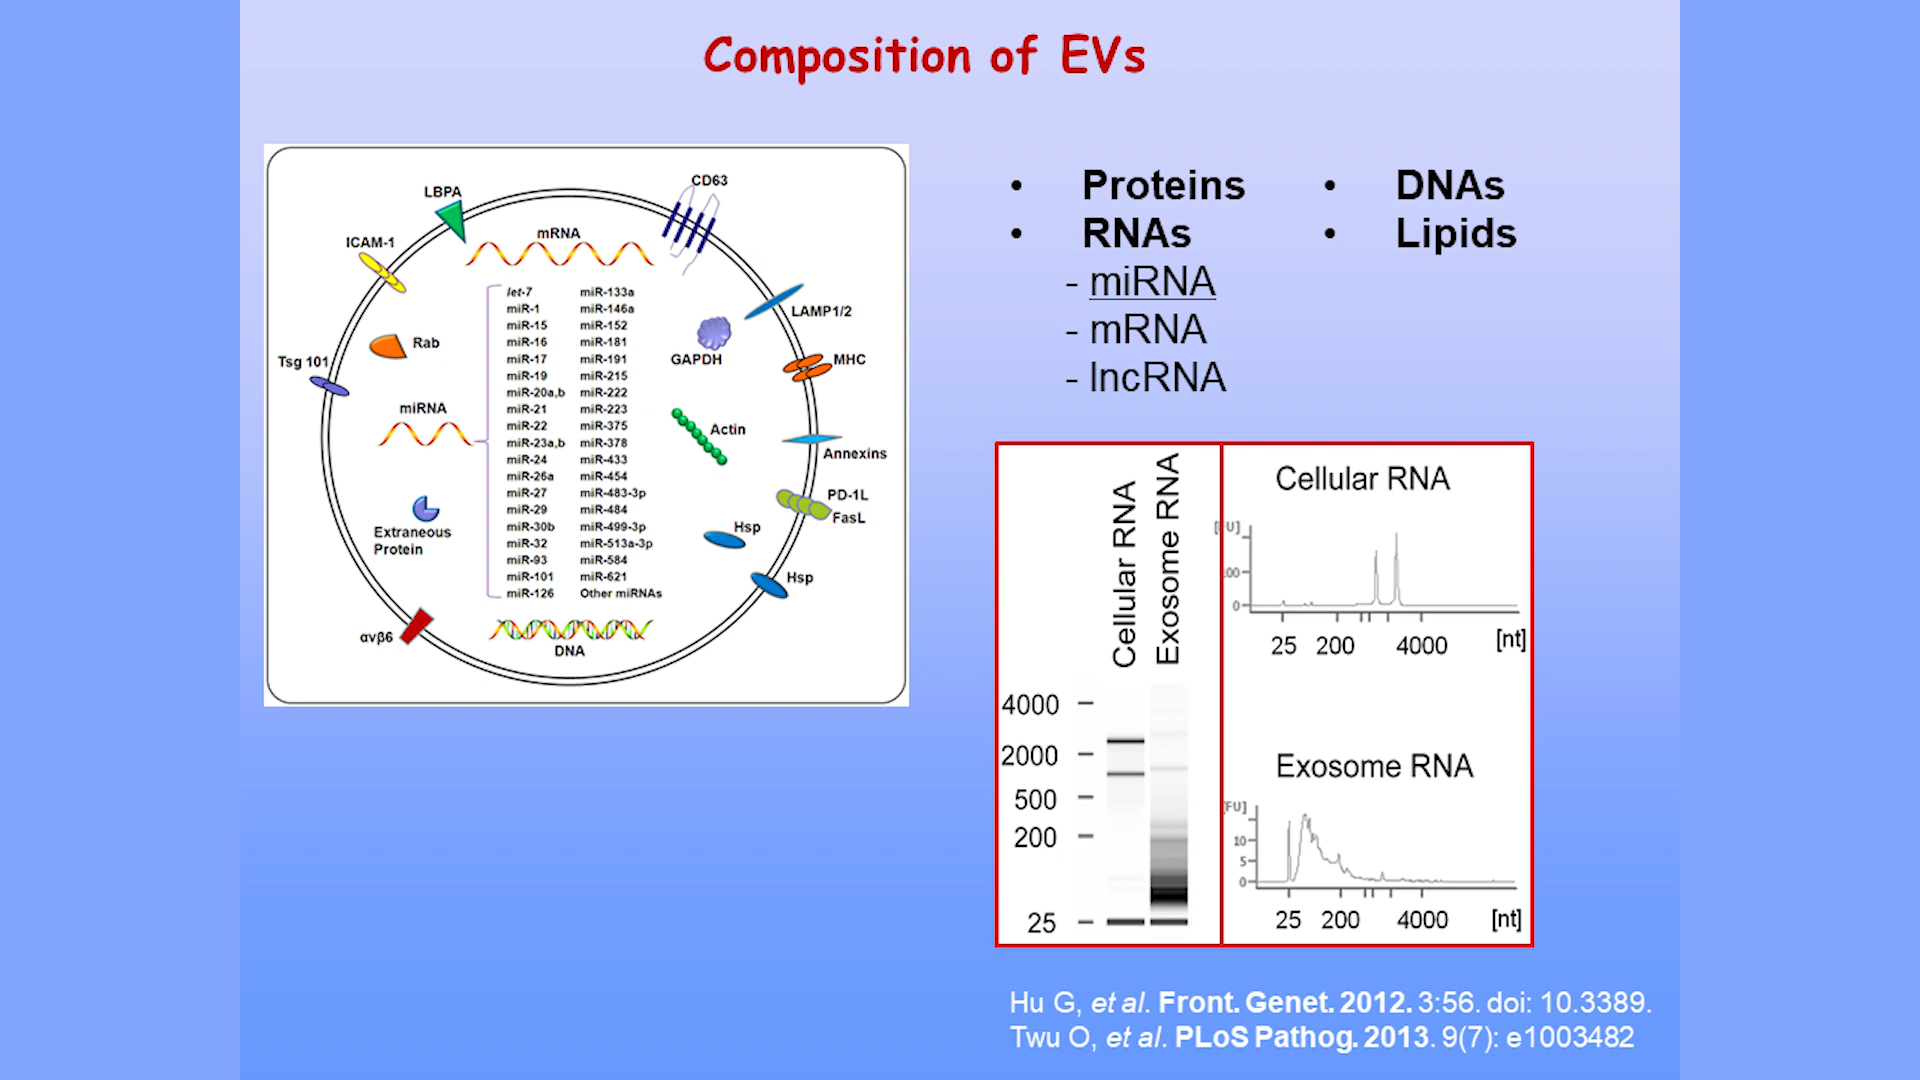 Composition of EVs
LBPA
CD63
ICAM-1
mRNA
LAMP1/2
Rab
GAPDH
MHC
Tsg 101
miRNA
Actin
Annexins
PD-1L
FasL
Extraneous
Protein
Hsp
Hsp
αvβ6
DNA
let-7 miR-133a
miR-1 miR-146a
miR-15 miR-152
miR-16 miR-181
miR-17 miR-191
miR-19 miR-215
miR-20a,b miR-222
miR-21 miR-223
miR-22 miR-375
miR-23a,b miR-378
miR-24 miR-433
miR-26a miR-454
miR-27 miR-483-3p
miR-29 miR-484
miR-30b miR-499-3p
miR-32 miR-513a-3p
miR-93 miR-584
miR-101 miR-621
miR-126 Other miRNAs
• Proteins
• RNAs
- miRNA
- mRNA
- lncRNA
• DNAs
• Lipids
Cellular RNA
Exosome RNA
4000
2000
500
200
25
Cellular RNA
[FU]
00
0
25 200 4000 [nt]
Exosome RNA
[FU]
10
5
0
25 200 4000 [nt]
Hu G, et al. Front. Genet. 2012. 3:56. doi: 10.3389.
Twu O, et al. PLoS Pathog. 2013. 9(7): e1003482